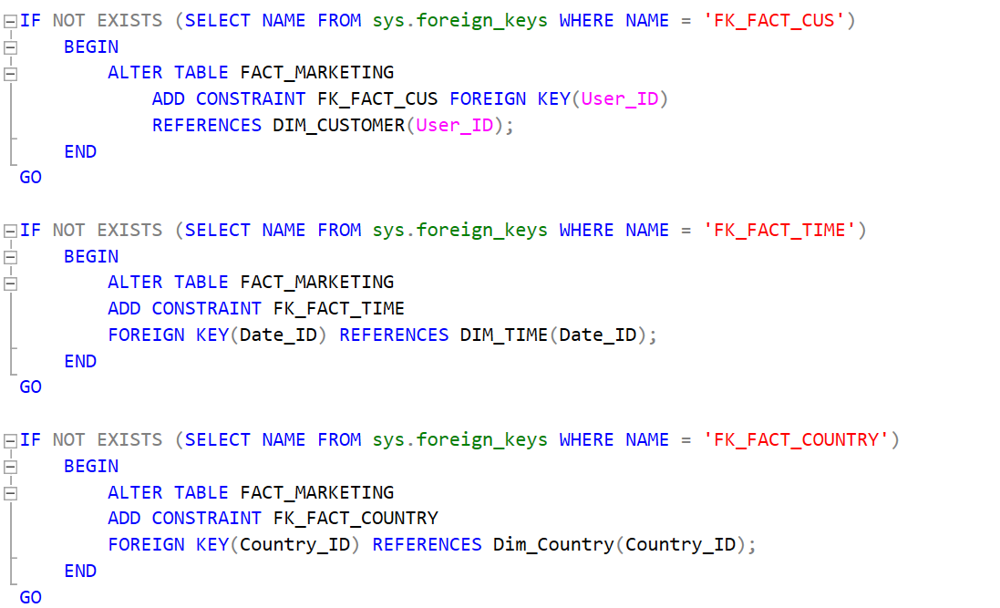 IF NOT EXISTS (SELECT NAME FROM sys.foreign_keys WHERE NAME = 'FK_FACT_CUS')
    BEGIN
        ALTER TABLE FACT_MARKETING
            ADD CONSTRAINT FK_FACT_CUS FOREIGN KEY(User_ID)
            REFERENCES DIM_CUSTOMER(User_ID);
    END
GO

IF NOT EXISTS (SELECT NAME FROM sys.foreign_keys WHERE NAME = 'FK_FACT_TIME')
    BEGIN
        ALTER TABLE FACT_MARKETING
        ADD CONSTRAINT FK_FACT_TIME
        FOREIGN KEY(Date_ID) REFERENCES DIM_TIME(Date_ID);
    END
GO

IF NOT EXISTS (SELECT NAME FROM sys.foreign_keys WHERE NAME = 'FK_FACT_COUNTRY')
    BEGIN
        ALTER TABLE FACT_MARKETING
        ADD CONSTRAINT FK_FACT_COUNTRY
        FOREIGN KEY(Country_ID) REFERENCES Dim_Country(Country_ID);
    END
GO